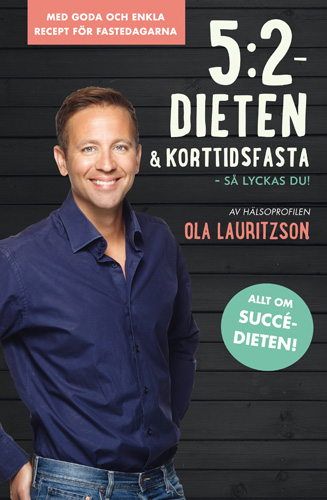 MED GODA OCH ENKLA
RECEPT FÖR FASTEDAGARNA
5:2-
DIETEN
& KORTTIDSFASTA
- SÅ LYCKAS DU!
AV HÄLSOPROFILEN
OLA LAURITZSON
ALLT OM
SUCCÉ-
DIETEN!